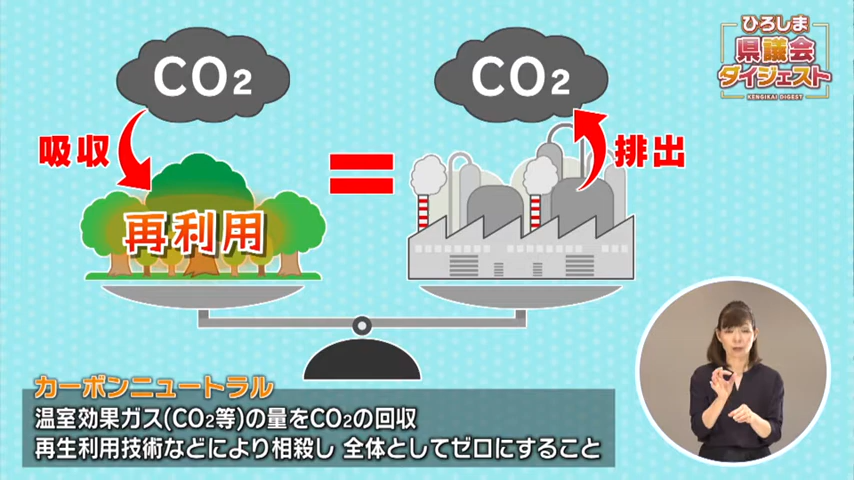 CO2
CO2
ひろしま
県議会
ダイジェスト
KENGIKAI DIGEST
吸収
排出
再利用
カーボンニュートラル
温室効果ガス(CO2等)の量をCO2の回収
再生利用技術などにより相殺し 全体としてゼロにすること